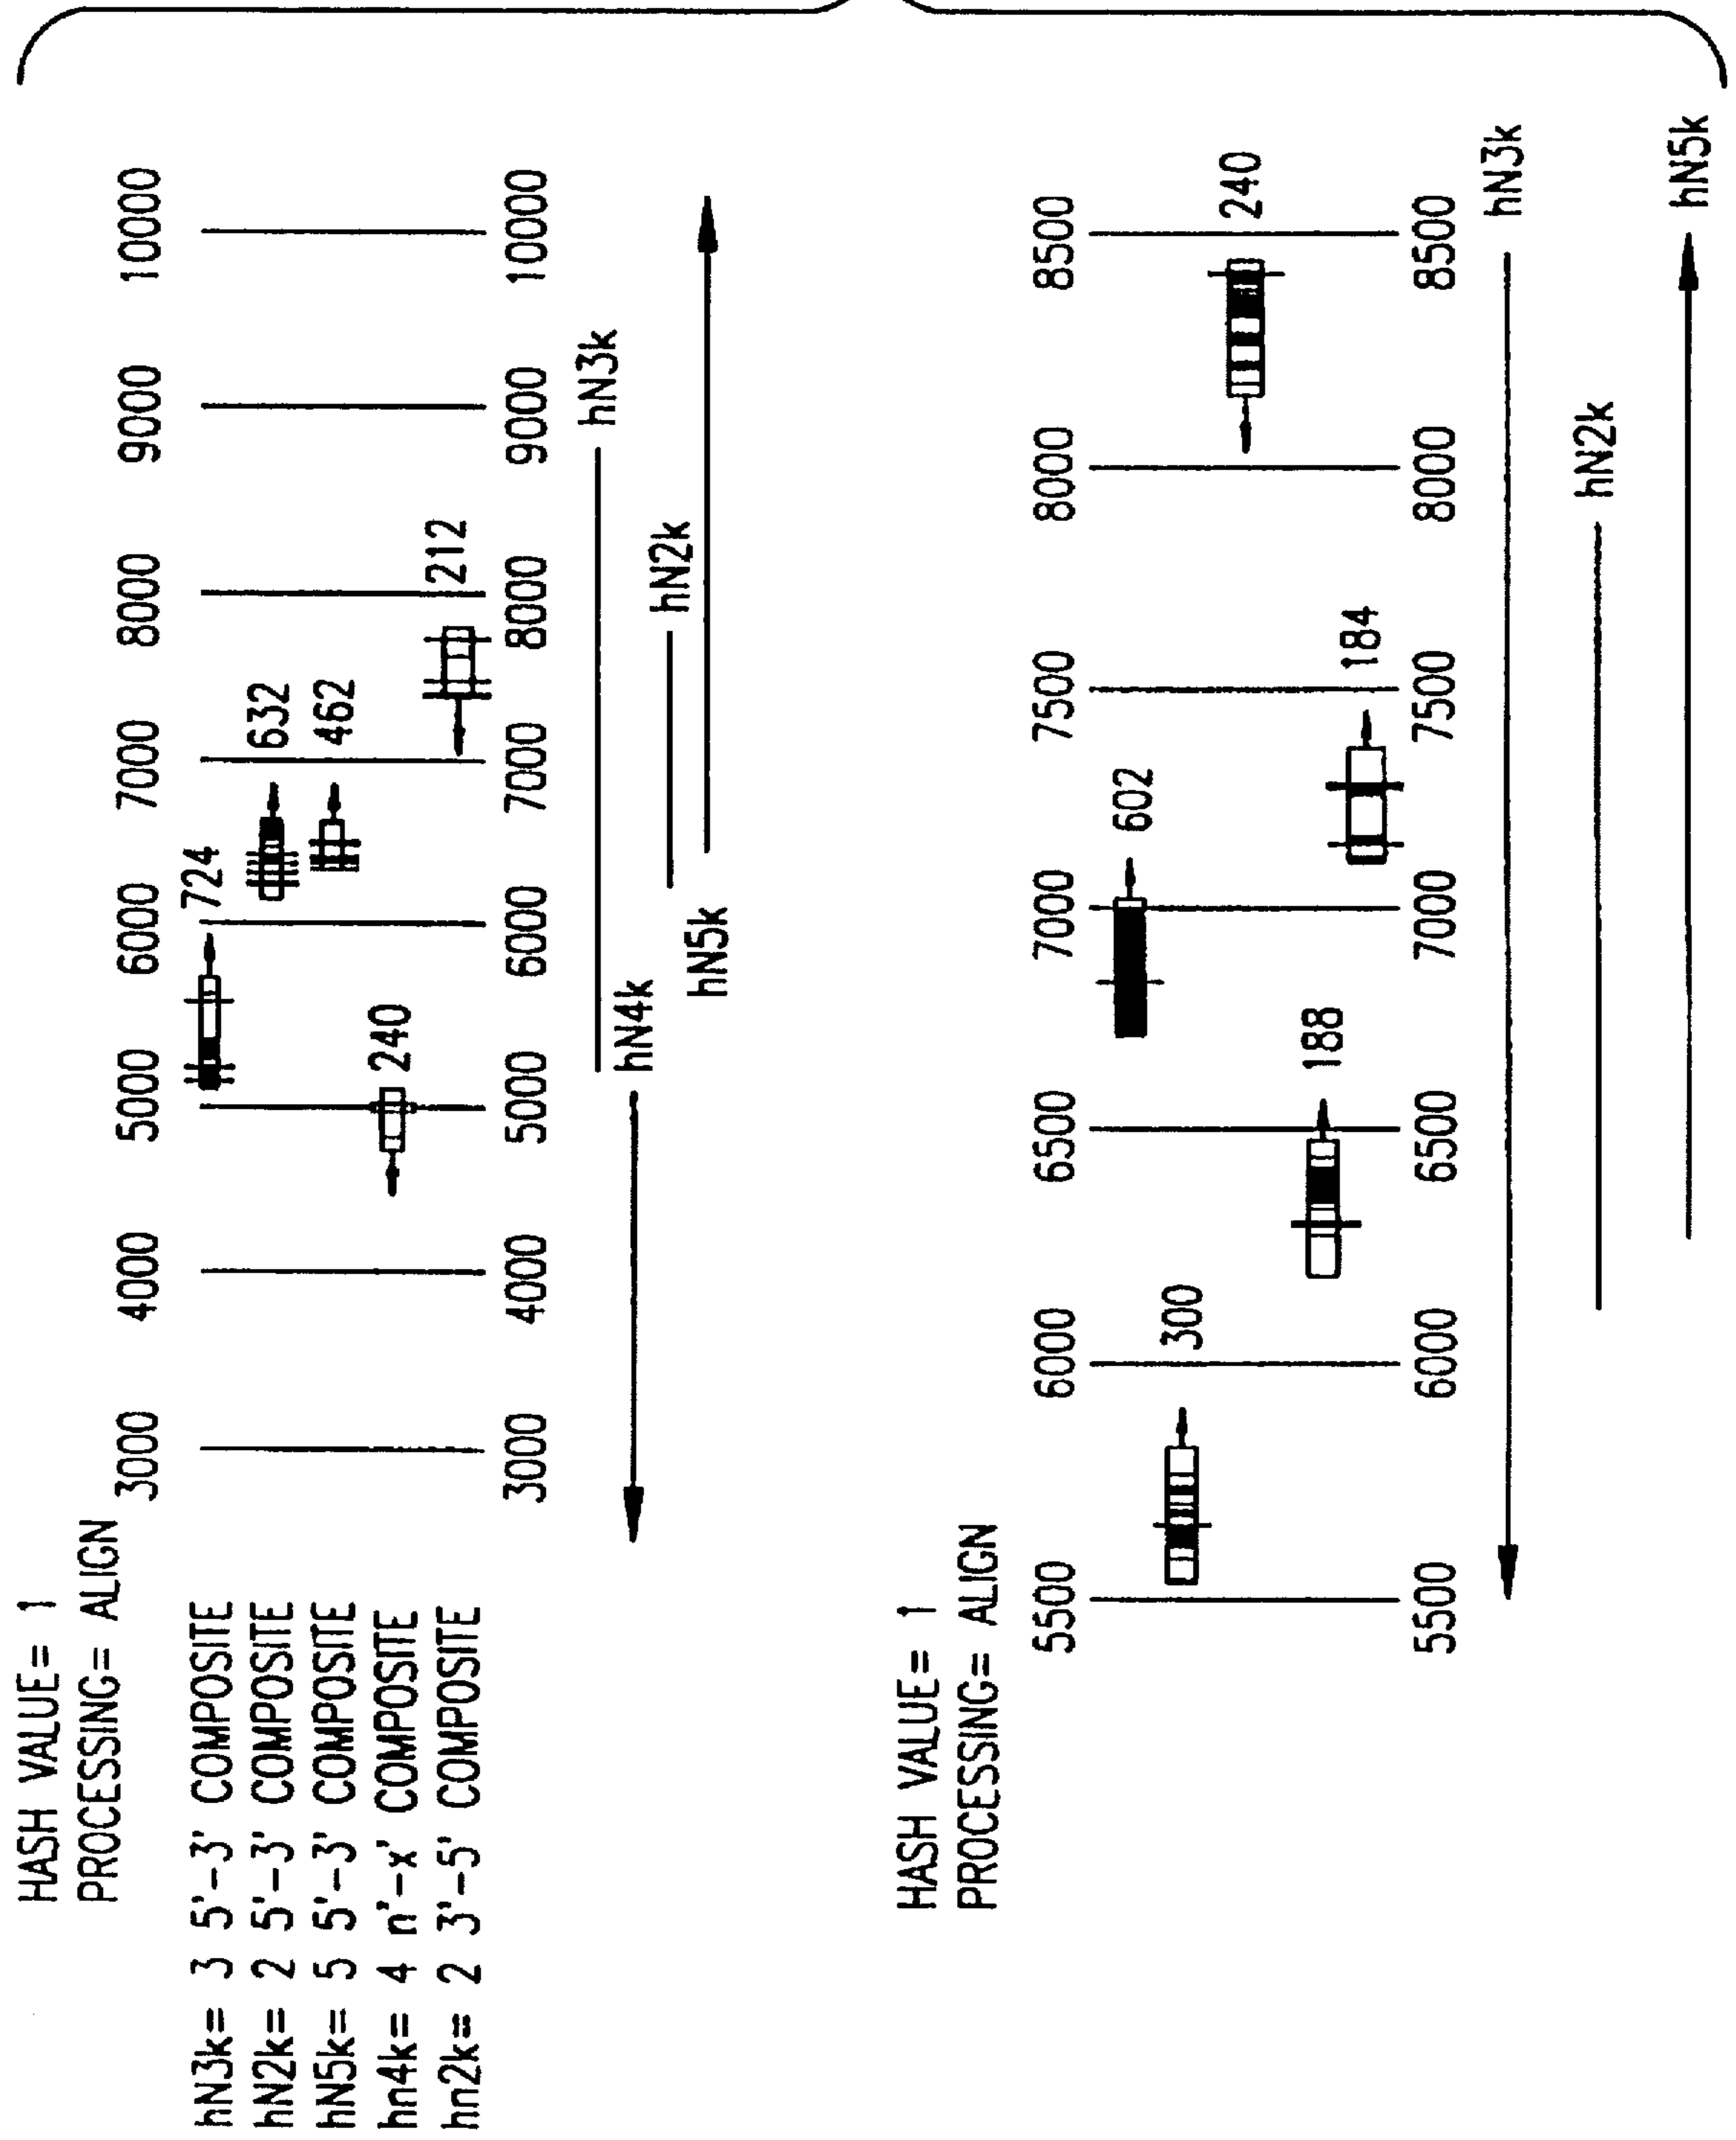 HASH VALUE= 1
PROCESSING= ALIGN
3000 4000 5000 6000 7000 8000 9000 10000
hN3k= 3 5'-3' COMPOSITE
724
hN2k= 2 5'-3' COMPOSITE
632
hN5k= 5 5'-3' COMPOSITE
462
hn4k= 4 n'-x' COMPOSITE
240
hn2k= 2 3'-5' COMPOSITE
212
3000 4000 5000 6000 7000 8000 9000 10000
hN3k
hN4k
hN2k
hN5k
HASH VALUE= 1
PROCESSING= ALIGN
5500 6000 6500 7000 7500 8000 8500
602
300
240
188
184
5500 6000 6500 7000 7500 8000 8500
hN3k
hN2k
hN5k